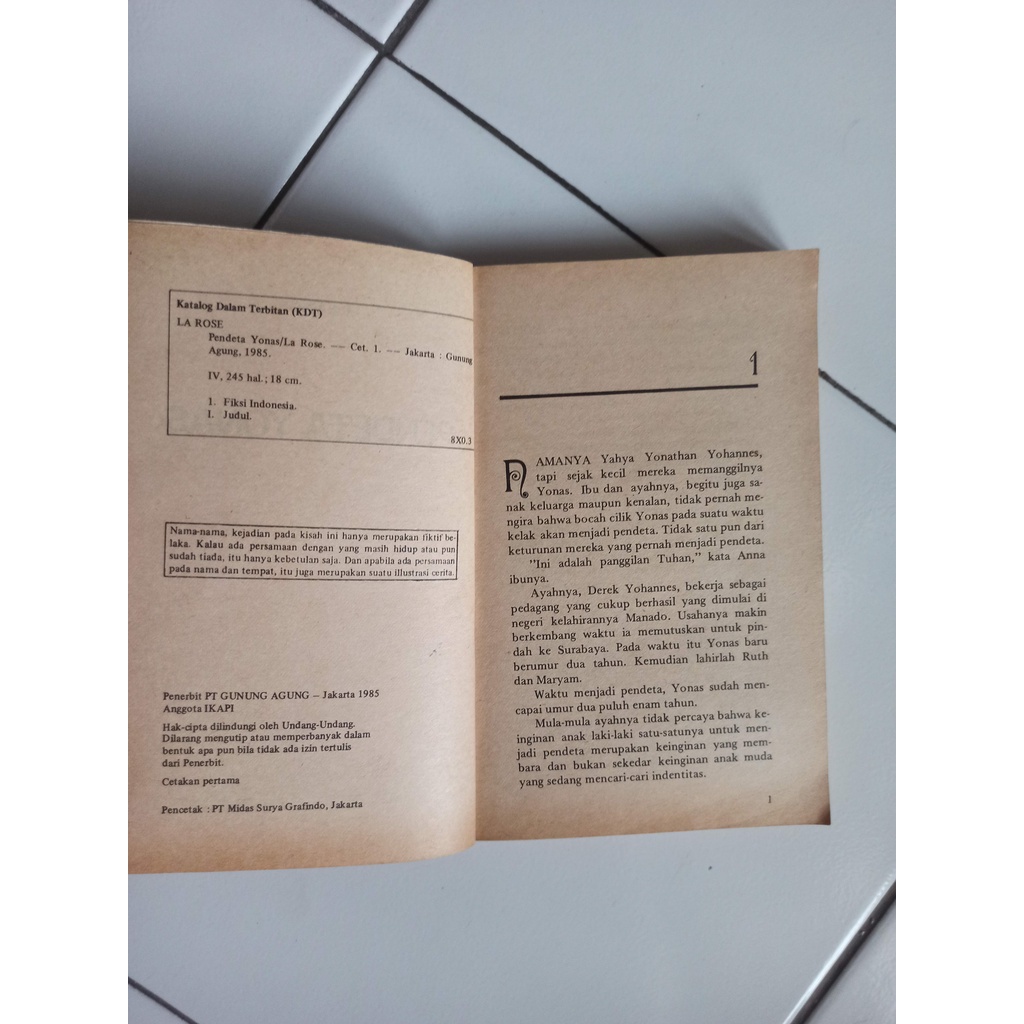 Katalog Dalam Terbitan (KDT)
LA ROSE
Pendeta Yonas/La Rose. -- Cet. 1. -- Jakarta : Gunung
Agung, 1985.
IV, 245 hal.; 18 cm.
1. Fiksi Indonesia.
I. Judul.
8X0.3
Nama-nama, kejadian pada kisah ini hanya merupakan fiktif be-
laka. Kalau ada persamaan dengan yang masih hidup atau pun
sudah tiada, itu hanya kebetulan saja. Dan apabila ada persamaan
pada nama dan tempat, itu juga merupakan suatu illustrasi cerita.
Penerbit PT GUNUNG AGUNG – Jakarta 1985
Anggota IKAPI
Hak-cipta dilindungi oleh Undang-Undang.
Dilarang mengutip atau memperbanyak dalam
bentuk apa pun bila tidak ada izin tertulis
dari Penerbit.
Cetakan pertama
Pencetak : PT Midas Surya Grafindo, Jakarta
1
NAMANYA Yahya Yonathan Yohannes,
tapi sejak kecil mereka memanggilnya
Yonas. Ibu dan ayahnya, begitu juga sa-
nak keluarga maupun kenalan, tidak pernah me-
ngira bahwa bocah cilik Yonas pada suatu waktu
kelak akan menjadi pendeta. Tidak satu pun dari
keturunan mereka yang pernah menjadi pendeta.
"Ini adalah panggilan Tuhan," kata Anna
ibunya.
Ayahnya, Derek Yohannes, bekerja sebagai
pedagang yang cukup berhasil yang dimulai di
negeri kelahirannya Manado. Usahanya makin
berkembang waktu ia memutuskan untuk pin-
dah ke Surabaya. Pada waktu itu Yonas baru
berumur dua tahun. Kemudian lahirlah Ruth
dan Maryam.
Waktu menjadi pendeta, Yonas sudah men-
capai umur dua puluh enam tahun.
Mula-mula ayahnya tidak percaya bahwa ke-
inginan anak laki-laki satu-satunya untuk men-
jadi pendeta merupakan keinginan yang mem-
bara dan bukan sekedar keinginan anak muda
yang sedang mencari-cari indentitas.
1